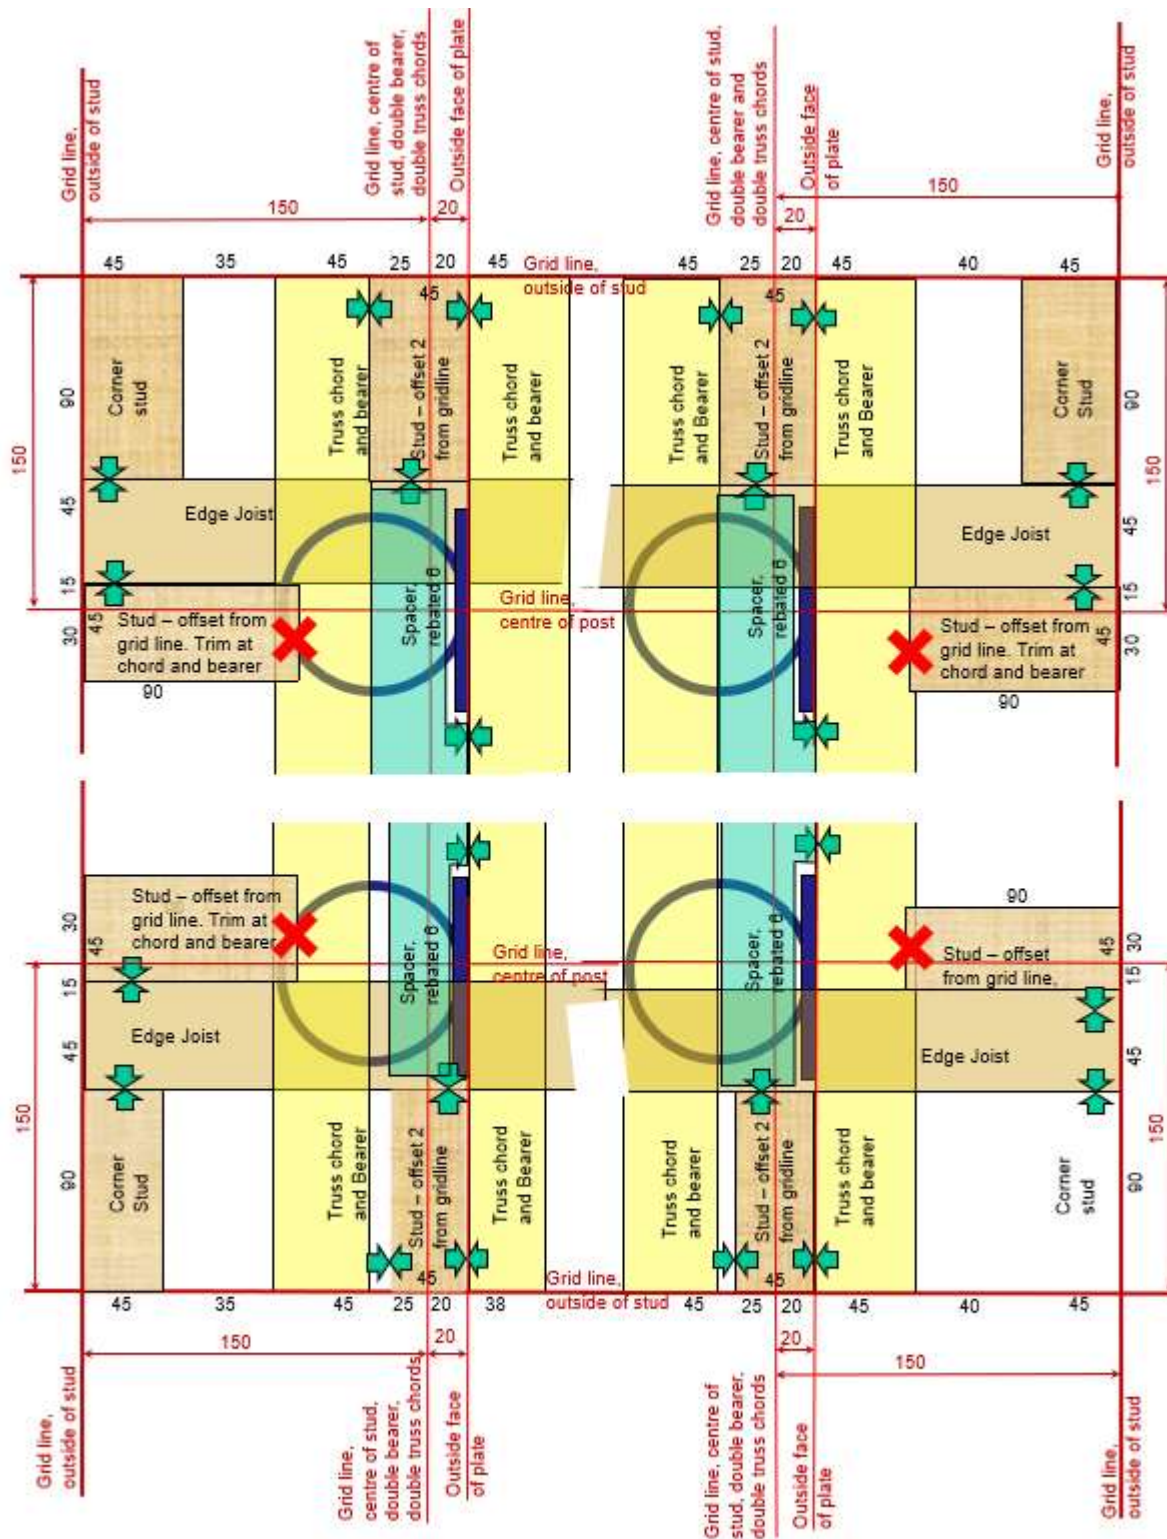 Grid line,
outside of stud
Grid line, centre of
stud, double bearer,
double truss chords
Outside face of plate
Grid line, centre of stud,
double bearer and
double truss chords
Outside face
of plate
Grid line,
outside of stud
150
20
150
20
45
35
45
25
20
45
Grid line,
outside of stud
45
25
20
45
40
45
45
45
150
90
Corner
stud
Truss chord
and bearer
Stud – offset 2
from gridline
Truss chord
and bearer
Truss chord
and Bearer
Stud – offset 2
from gridline
Truss chord
and Bearer
Corner
Stud
90
150
45
Edge Joist
Edge Joist
45
15
Spacer,
rebated 6
Grid line,
centre of post
Spacer,
rebated 6
15
30
45
Stud – offset from
grid line. Trim at
chord and bearer
90
Stud – offset from
grid line. Trim at
chord and bearer
45
30
90
30
45
Stud – offset from
grid line. Trim at
chord and bearer
Spacer,
rebated 6
Grid line,
centre of post
Spacer,
rebated 6
90
Stud – offset
from grid line,
45
30
15
15
45
Edge Joist
Edge Joist
45
150
90
Corner
Stud
Truss chord
and Bearer
Stud – offset 2
from gridline
Truss chord
and Bearer
Truss chord
and bearer
Stud – offset 2
from gridline
Truss chord
and bearer
Corner
stud
90
150
45
Grid line,
outside of stud
45
45
35
45
25
20
38
45
25
20
45
40
45
150
20
20
150
Grid line,
outside of stud
Grid line,
centre of stud,
double bearer,
double truss chords
Outside face
of plate
Grid line, centre of
stud, double bearer,
double truss chords
Outside face
of plate
Grid line,
outside of stud